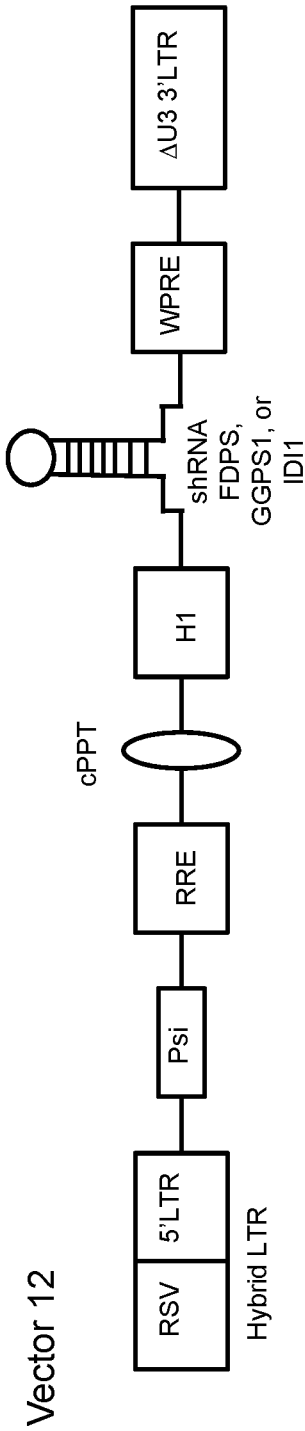 Vector 12
RSV
5'LTR
Hybrid LTR
Psi
RRE
cPPT
H1
shRNA
FDPS,
GGPS1, or
IDI1
WPRE
ΔU3 3'LTR